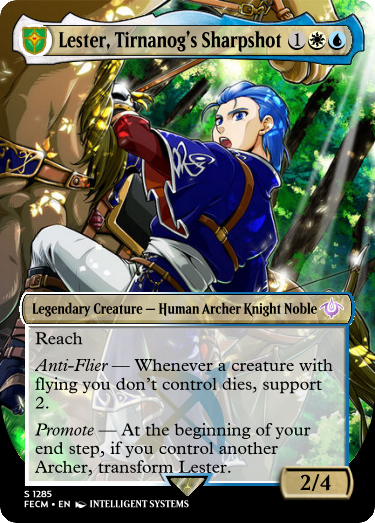 Lester, Tirnanog's Sharpshot 1
Legendary Creature — Human Archer Knight Noble
Reach
Anti-Flier — Whenever a creature with
flying you don't control dies, support
2.
Promote — At the beginning of your
end step, if you control another
Archer, transform Lester.
2/4
S 1285
FECM • EN INTELLIGENT SYSTEMS